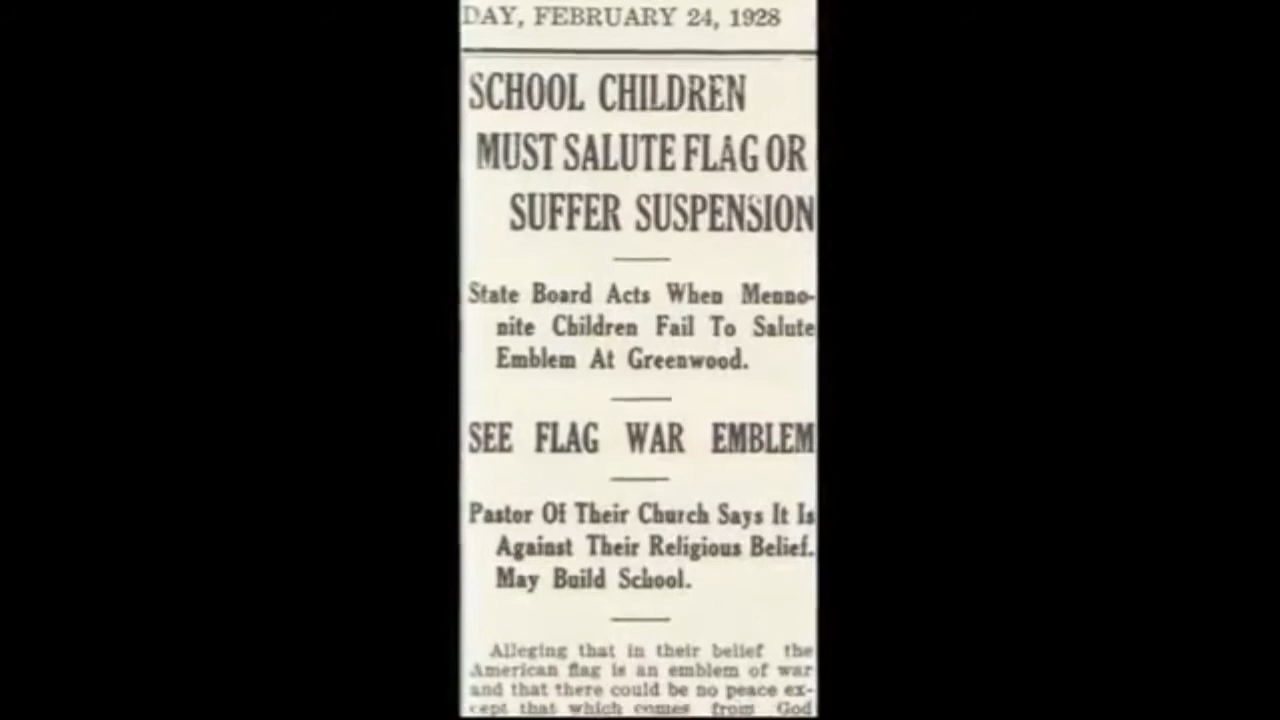 DAY, FEBRUARY 24, 1928
SCHOOL CHILDREN
MUST SALUTE FLAG OR
SUFFER SUSPENSION
State Board Acts When Menno-
nite Children Fail To Salute
Emblem At Greenwood.
SEE FLAG WAR EMBLEM
Pastor Of Their Church Says It Is
Against Their Religious Belief.
May Build School.
Alleging that in their belief the
American flag is an emblem of war
and that there could be no peace ex-
cept that which comes from God